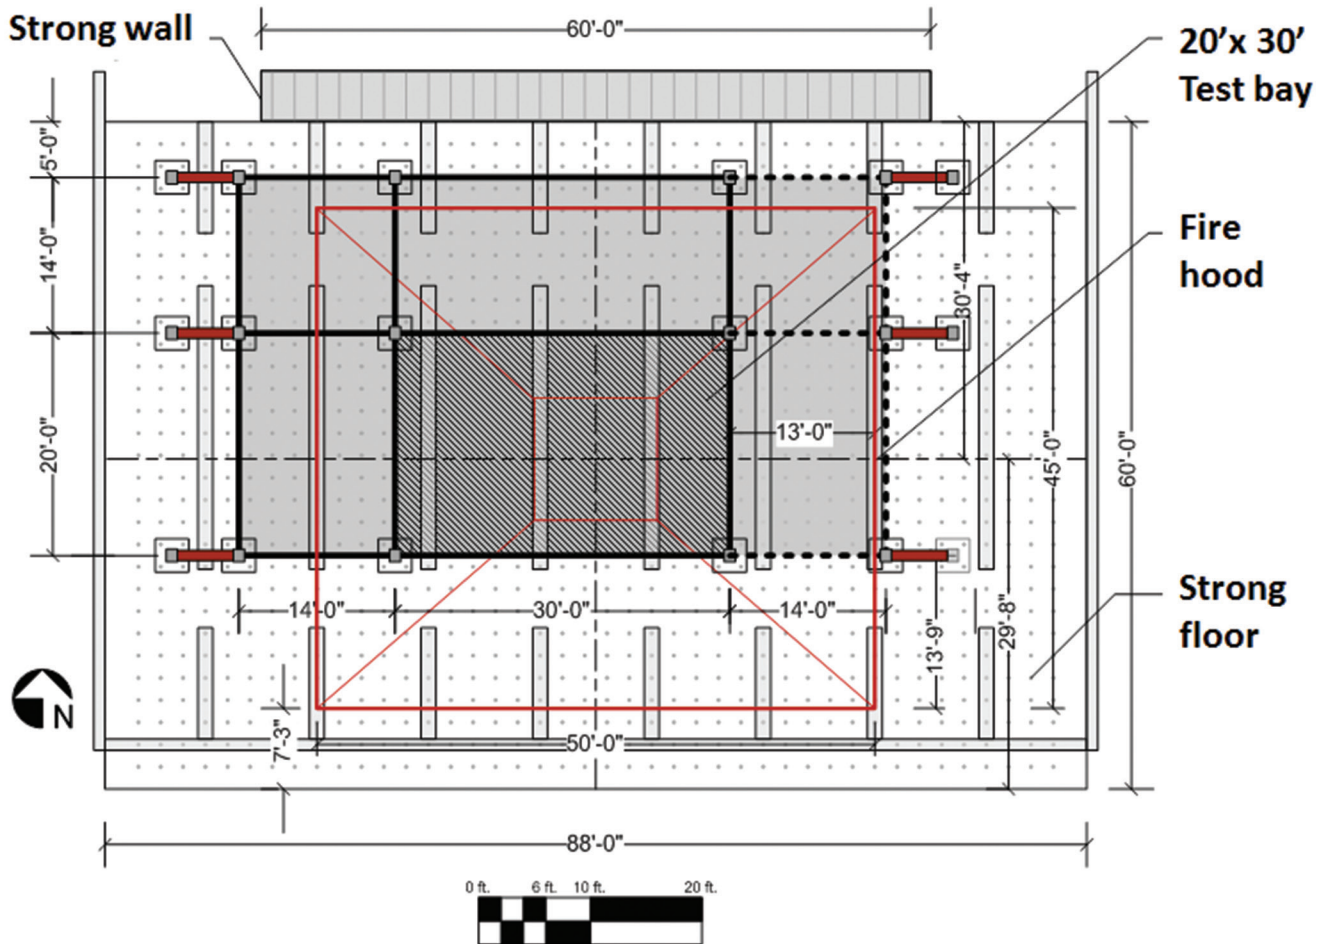 Strong wall
60'-0"
20’x 30’
Test bay
5'-0"
14'-0"
30'-4"
Fire
hood
20'-0"
13'-0"
45'-0"
60'-0"
14'-0"
30'-0"
14'-0"
13'-9"
29'-8"
Strong
floor
N
7'-3"
50'-0"
88'-0"
0 ft.
6 ft.
10 ft.
20 ft.